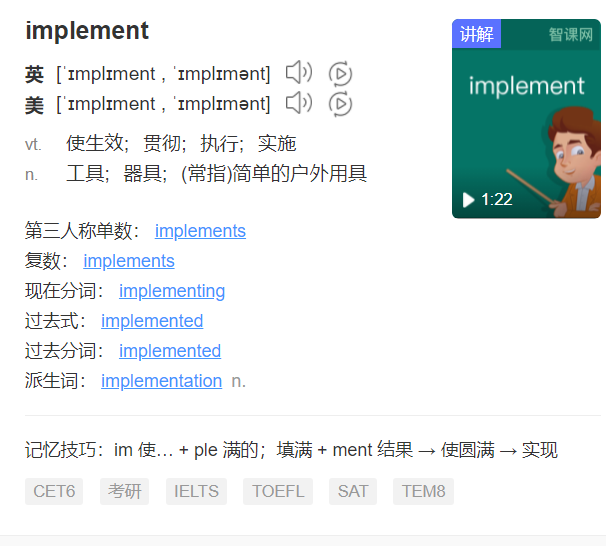 implement
英 [ˈɪmplɪment , ˈɪmplɪmənt]
美 [ˈɪmplɪment , ˈɪmplɪmənt]
vt. 使生效；贯彻；执行；实施
n. 工具；器具；(常指)简单的户外用具
第三人称单数： implements
复数： implements
现在分词： implementing
过去式： implemented
过去分词： implemented
派生词： implementation n.
记忆技巧：im 使… + ple 满的；填满 + ment 结果 → 使圆满 → 实现
CET6 考研 IELTS TOEFL SAT TEM8
讲解 智课网
implement
1:22